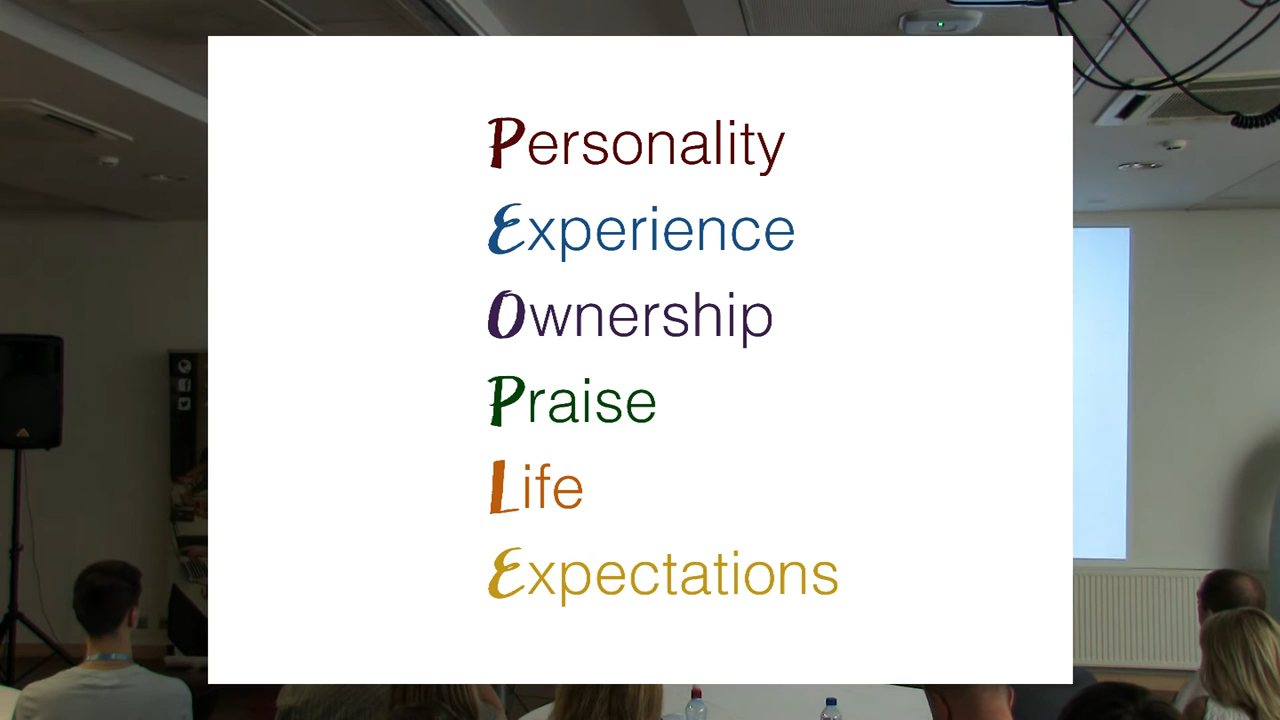 Personality
Experience
Ownership
Praise
Life
Expectations